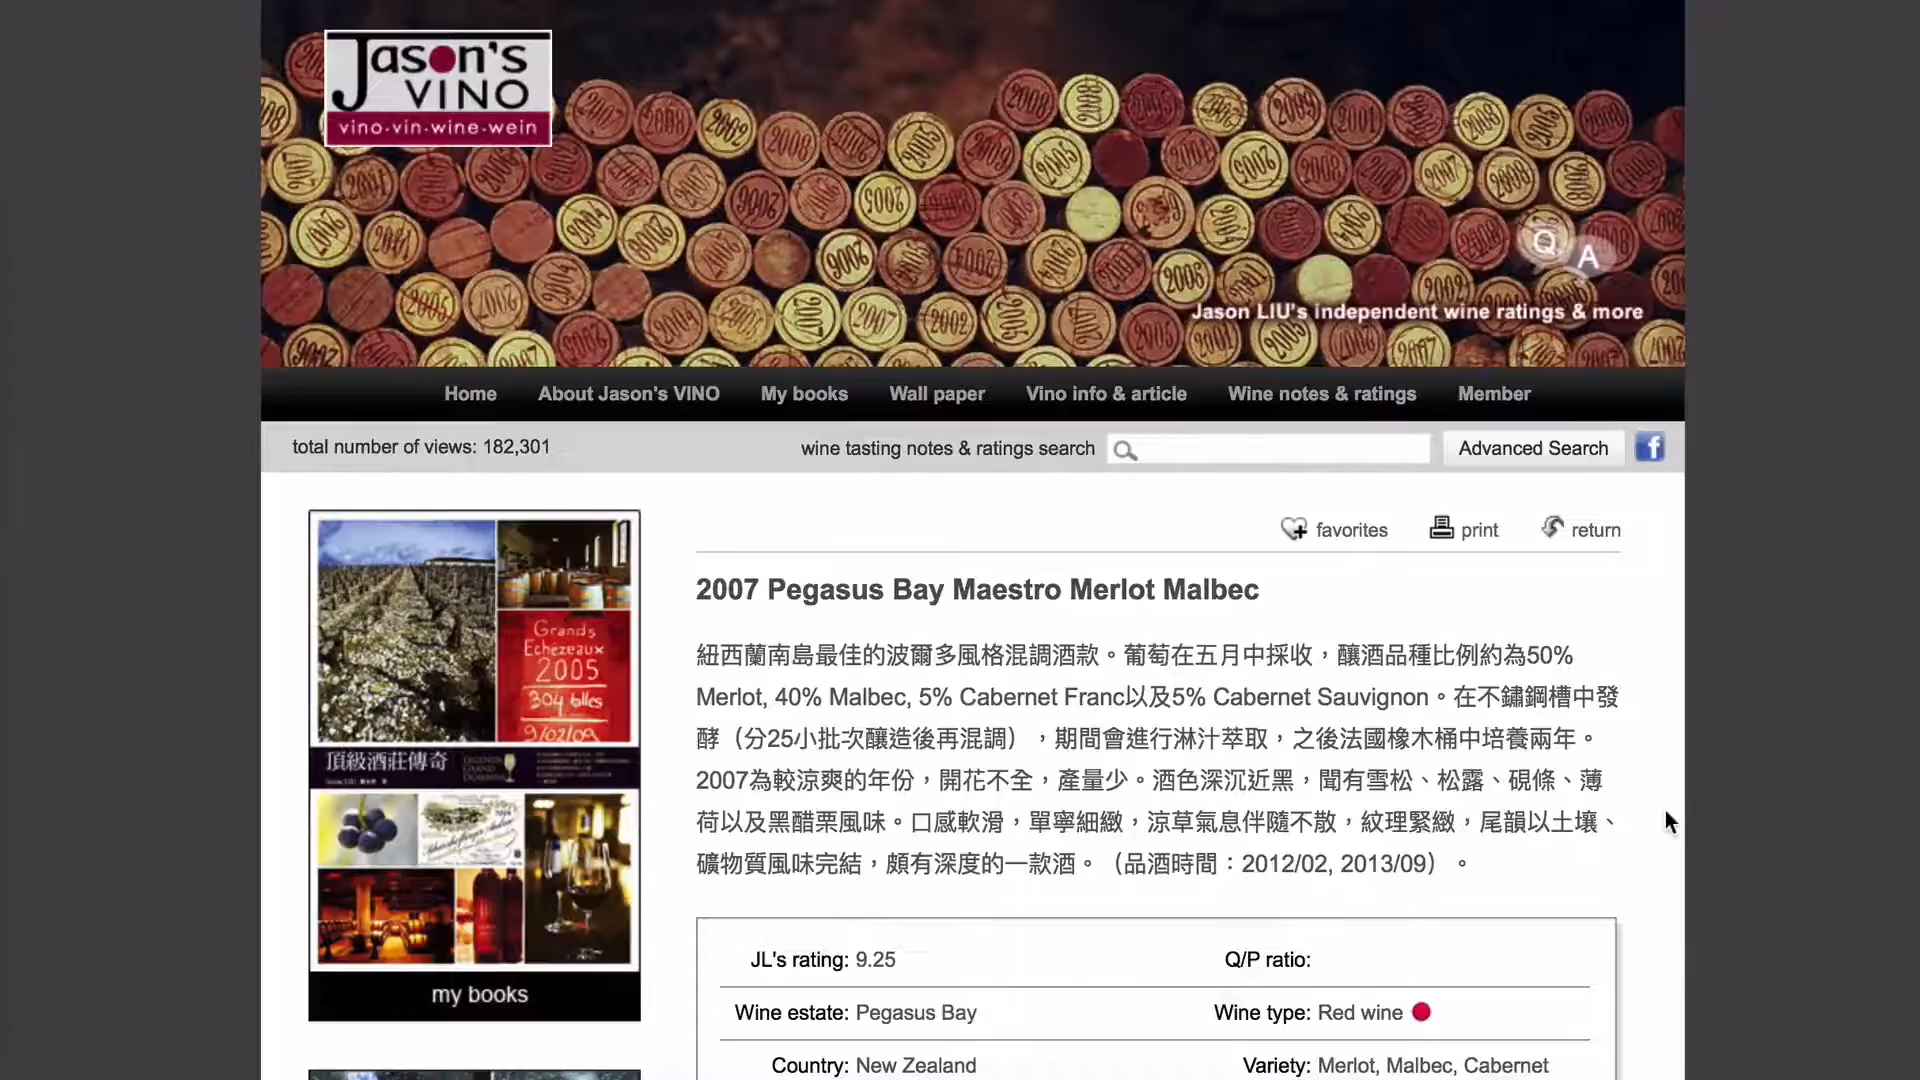 Jason's
VINO
vino·vin·wine·wein
Q
A
Jason LIU's independent wine ratings & more
Home About Jason's VINO My books Wall paper Vino info & article Wine notes & ratings Member
total number of views: 182,301 wine tasting notes & ratings search Advanced Search f
favorites print return
2007 Pegasus Bay Maestro Merlot Malbec
紐西蘭南島最佳的波爾多風格混調酒款。葡萄在五月中採收，釀酒品種比例約為50%
Merlot, 40% Malbec, 5% Cabernet Franc以及5% Cabernet Sauvignon。在不鏽鋼槽中發
酵（分25小批次釀造後再混調），期間會進行淋汁萃取，之後法國橡木桶中培養兩年。
2007為較涼爽的年份，開花不全，產量少。酒色深沉近黑，聞有雪松、松露、硯條、薄
荷以及黑醋栗風味。口感軟滑，單寧細緻，涼草氣息伴隨不散，紋理緊緻，尾韻以土壤、
礦物質風味完結，頗有深度的一款酒。（品酒時間：2012/02, 2013/09）。
Grands
Echézeaux
2005
304 blles
9/02/09
頂級酒莊傳奇
my books
JL's rating: 9.25 Q/P ratio:
Wine estate: Pegasus Bay Wine type: Red wine
Country: New Zealand Variety: Merlot, Malbec, Cabernet